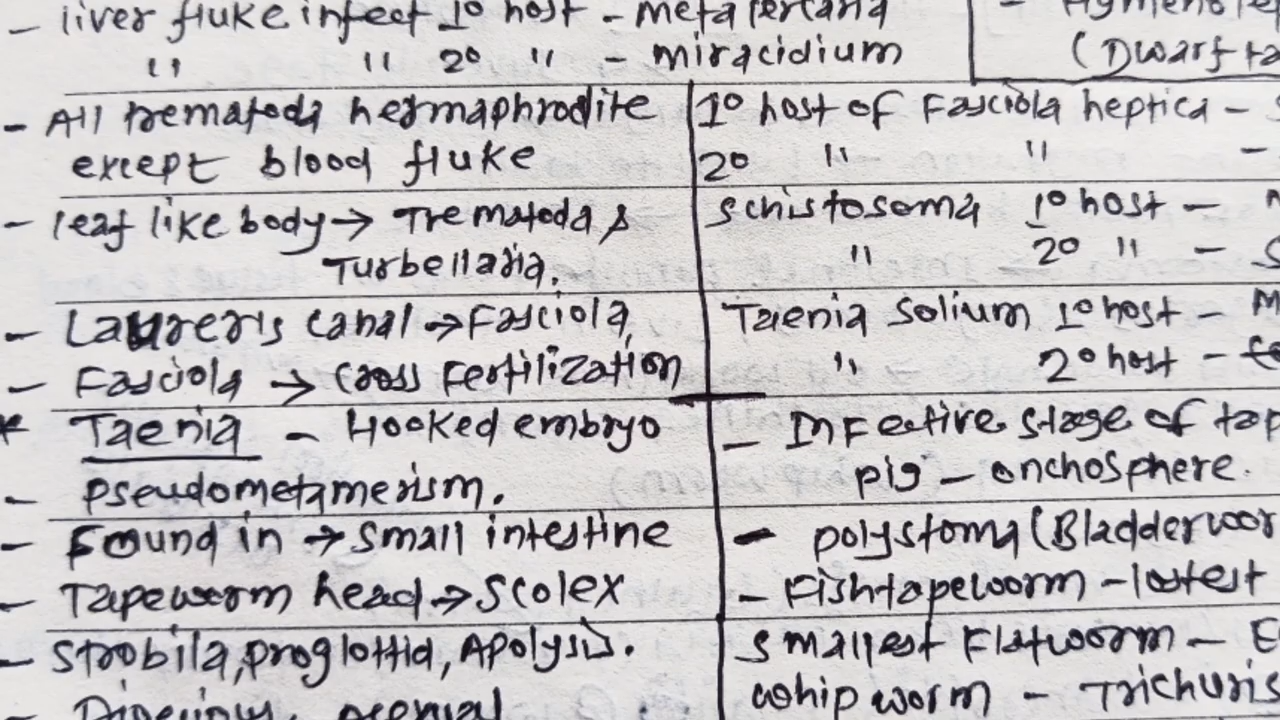 - liver fluke infect 1° host - metacercaria
" " 2° " - miracidium
(Dwarf ta
- All trematoda hermaphrodite
except blood fluke
- leaf like body → Trematoda &
Turbellaria.
- Laurer's canal → Fasciola,
- Fasciola → cross Fertilization
* Taenia - Hooked embryo
- pseudometamerism.
- Found in → Small intestine
- Tapeworm head → Scolex
- Strobila, proglottid, Apolysis.
1° host of Fasciola heptica -
2° " " -
Schistosoma 1° host -
" 2° " -
Taenia Solium 1° host - M
" 2° host -
- Infective stage of tap
pig - onchosphere.
- polystoma (Bladderwor
- Fishtapeworm - lastest
Smallest Flatworm - E
whip worm - Trichuris